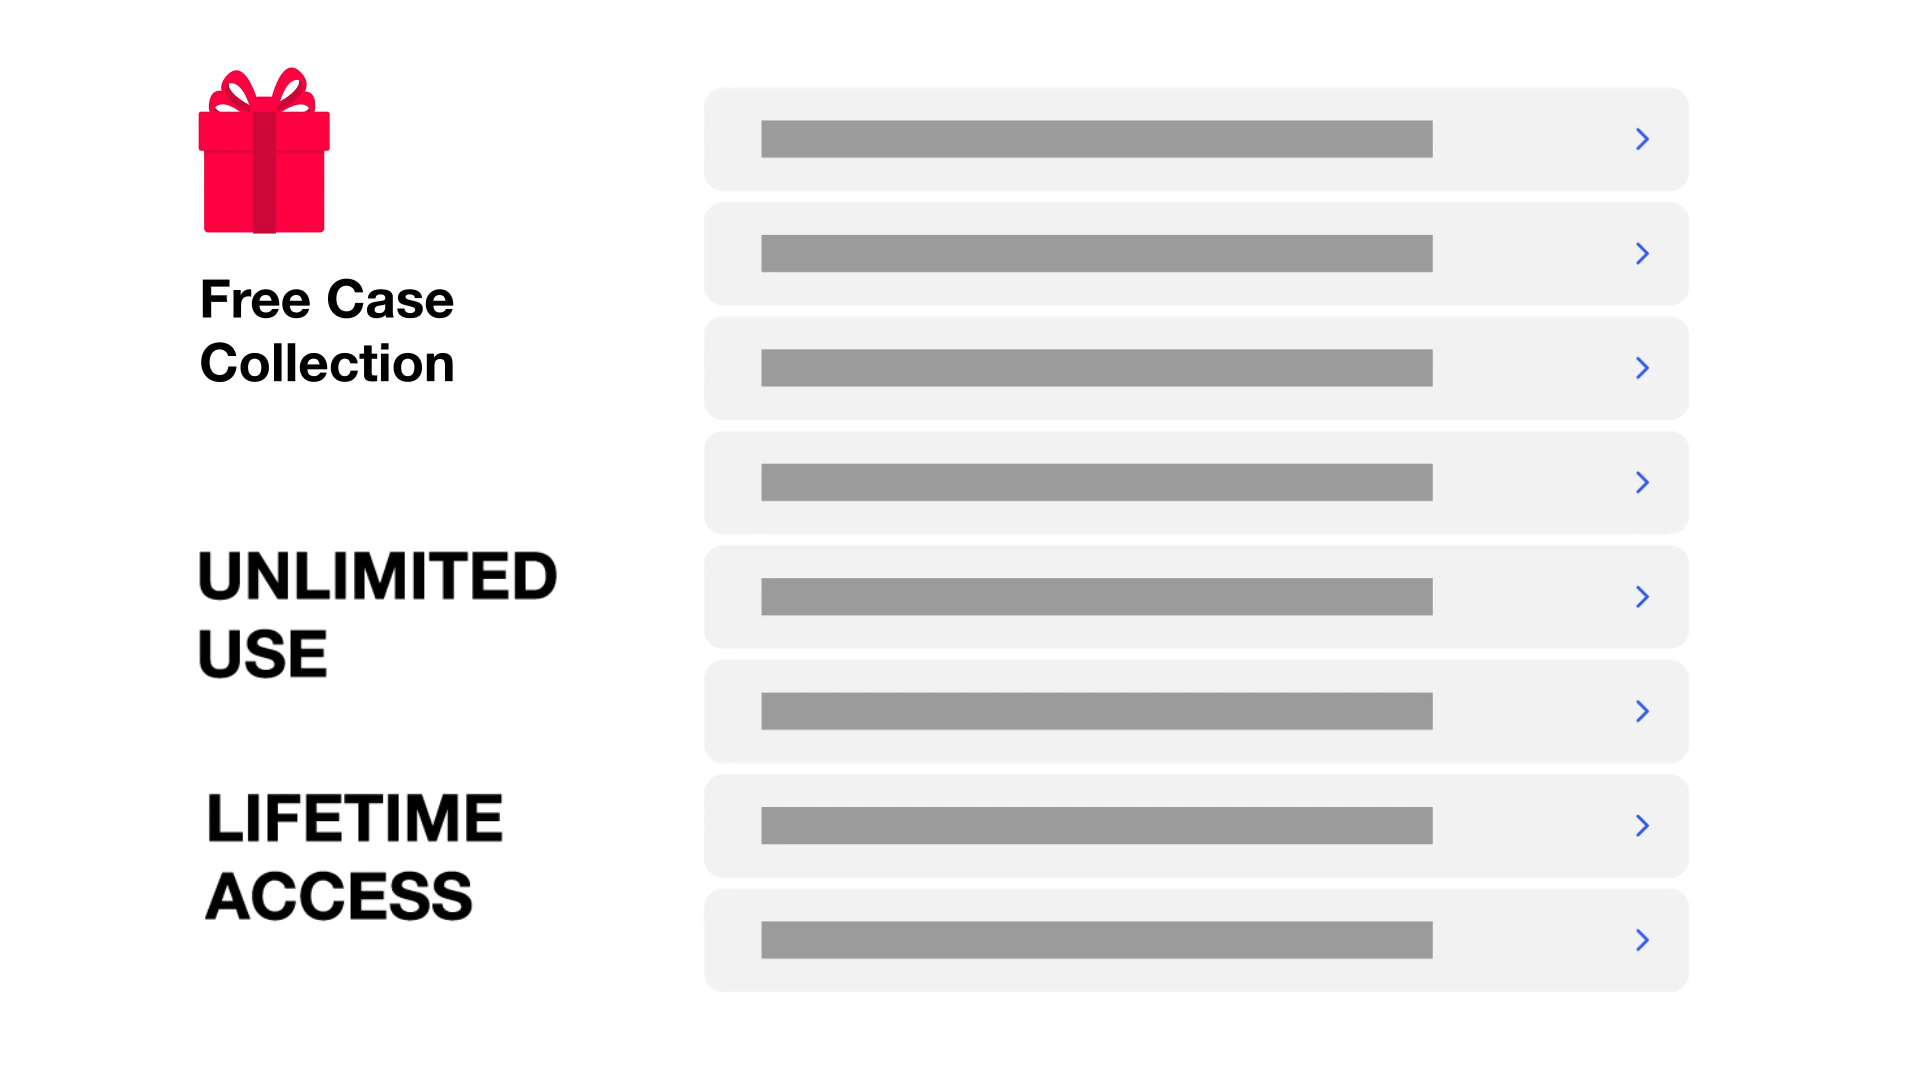 Free Case
Collection
UNLIMITED
USE
LIFETIME
ACCESS